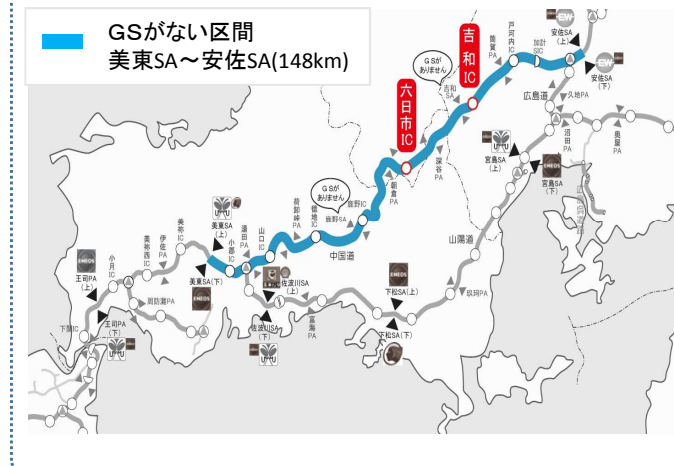 GSがない区間
美東SA～安佐SA(148km)
戸河内IC
加計SIC
安佐SA(上)
EW
筒賀PA
GSがありません
吉和IC
吉和SA
EW
安佐SA(下)
広島道
久地PA
沼田PA
奥屋PA
六日市IC
深谷PA
朝倉PA
宮島SA(上)
ENEOS
宮島SA(下)
GSがありません
鹿野IC
鹿野SA
徳地IC
荷卸峠PA
中国道
山陽道
美東SA(上)
湯田PA
山口IC
小郡IC
美祢IC
伊佐PA
美祢西IC
小月IC
ENEOS
王司PA(上)
美東SA(下)
ENEOS
佐波川SA(上)
ENEOS
下松SA(上)
玖珂PA
周防灘PA
下関IC
王司PA(下)
佐波川SA(下)
富海PA
下松SA(下)